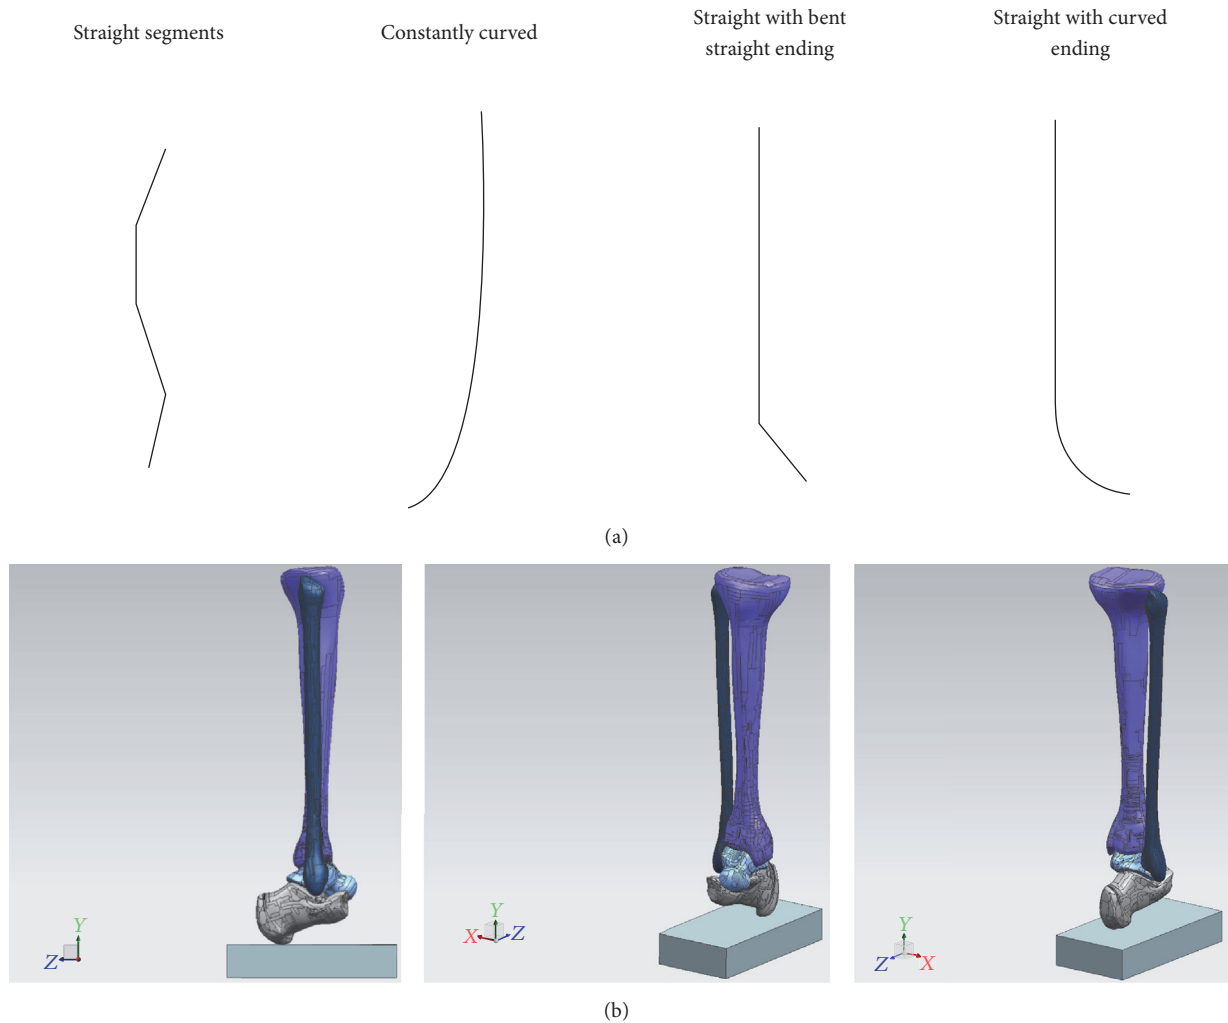 Straight segments
Constantly curved
Straight with bent
straight ending
Straight with curved
ending
(a)
Y
Z
Y
X
Z
Y
Z
X
(b)